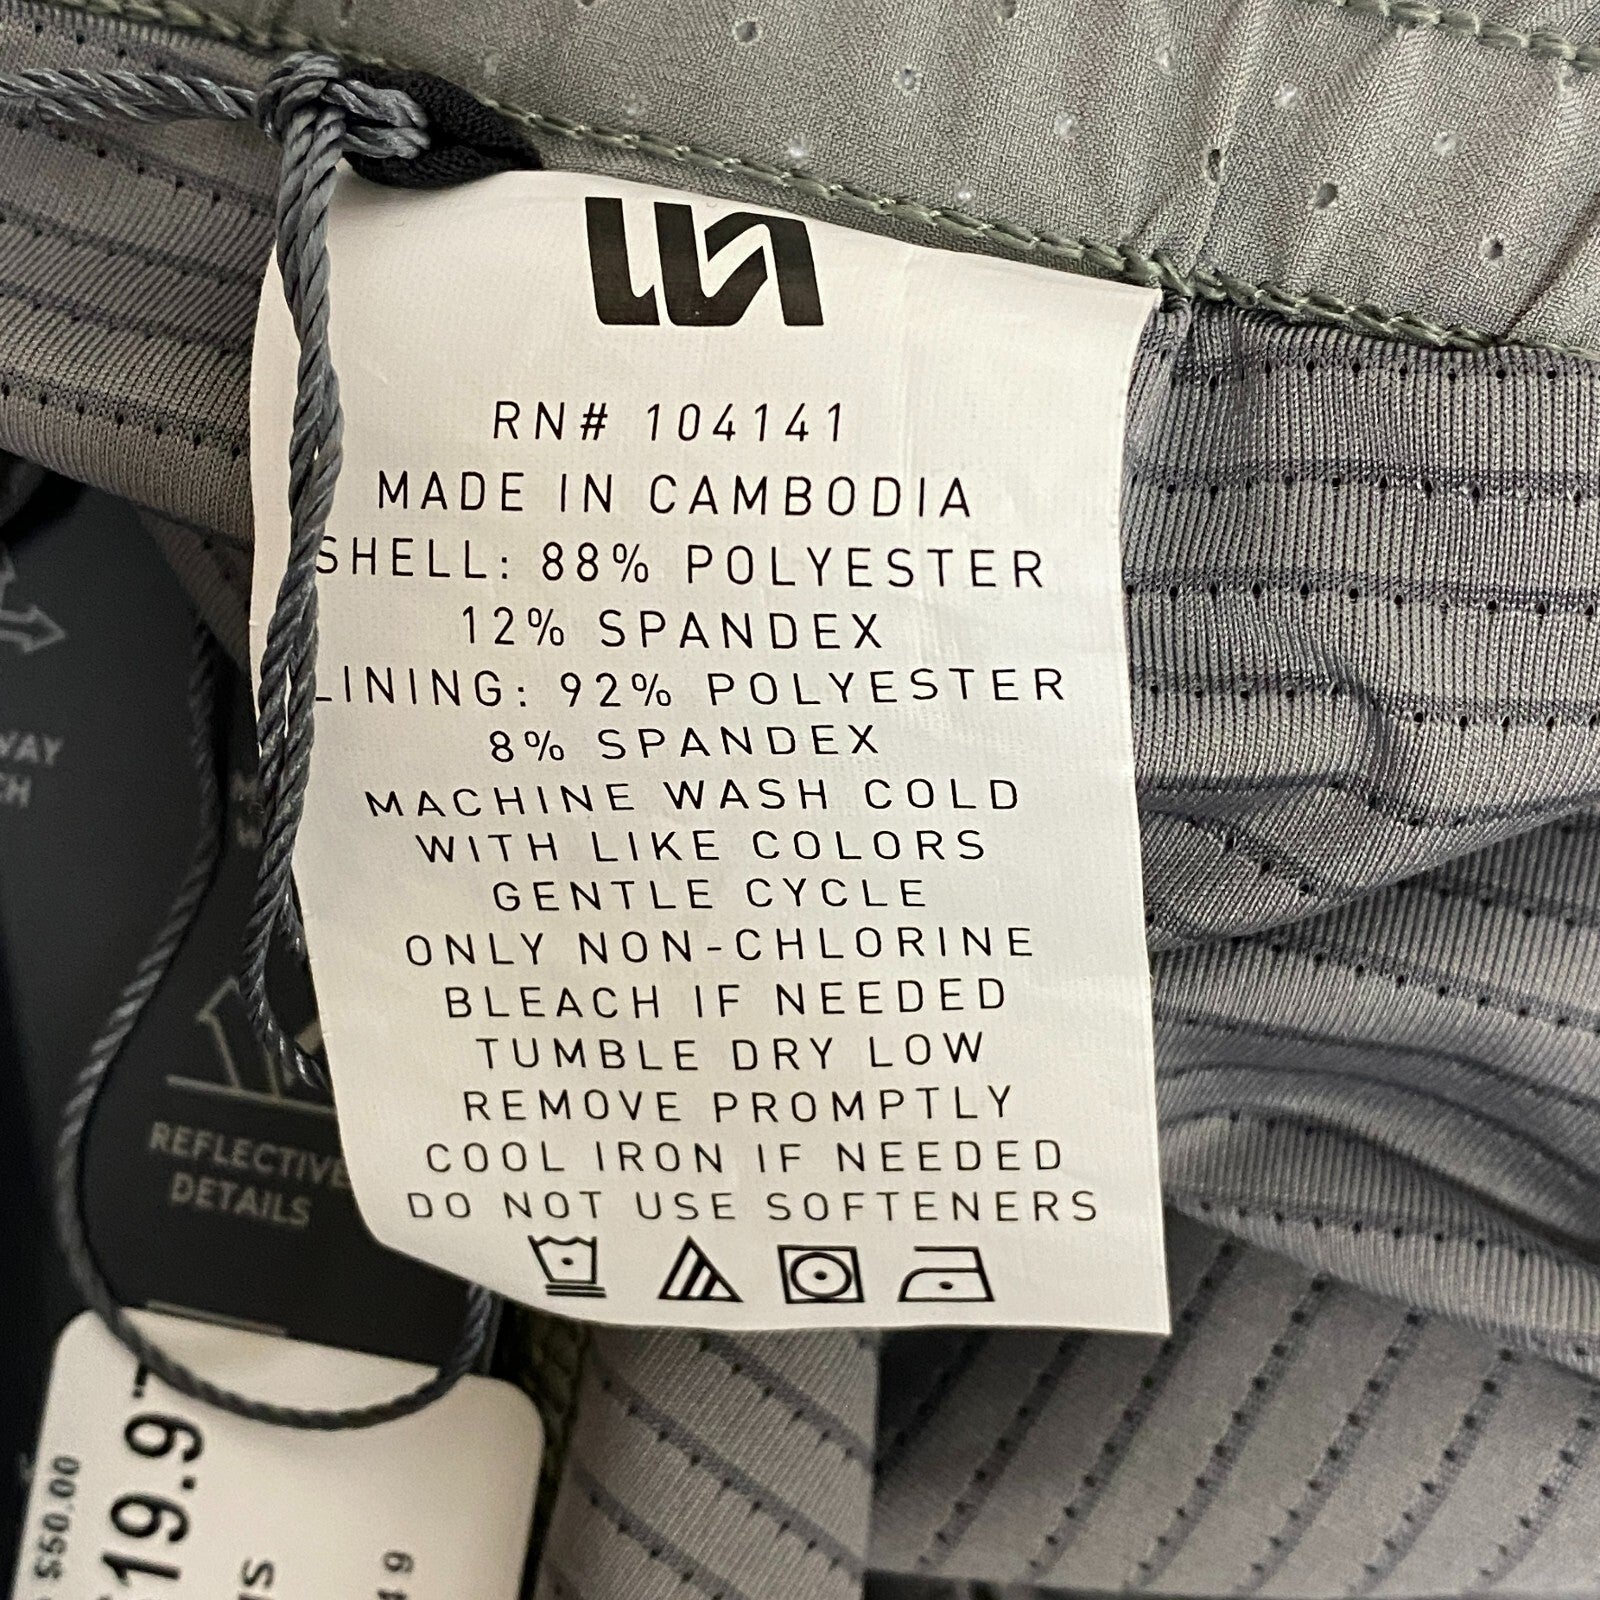 RN# 104141
MADE IN CAMBODIA
SHELL: 88% POLYESTER
12% SPANDEX
LINING: 92% POLYESTER
8% SPANDEX
MACHINE WASH COLD
WITH LIKE COLORS
GENTLE CYCLE
ONLY NON-CHLORINE
BLEACH IF NEEDED
TUMBLE DRY LOW
REMOVE PROMPTLY
COOL IRON IF NEEDED
DO NOT USE SOFTENERS
REFLECTIVE
DETAILS
$50.00
19.97